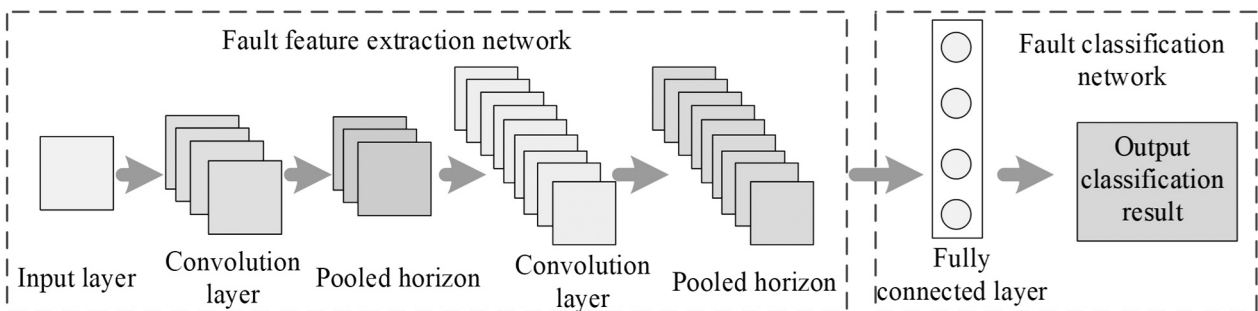 Fault feature extraction network
Input layer
Convolution
layer
Pooled horizon
Convolution
layer
Pooled horizon
Fault classification
network
Fully
connected layer
Output
classification
result